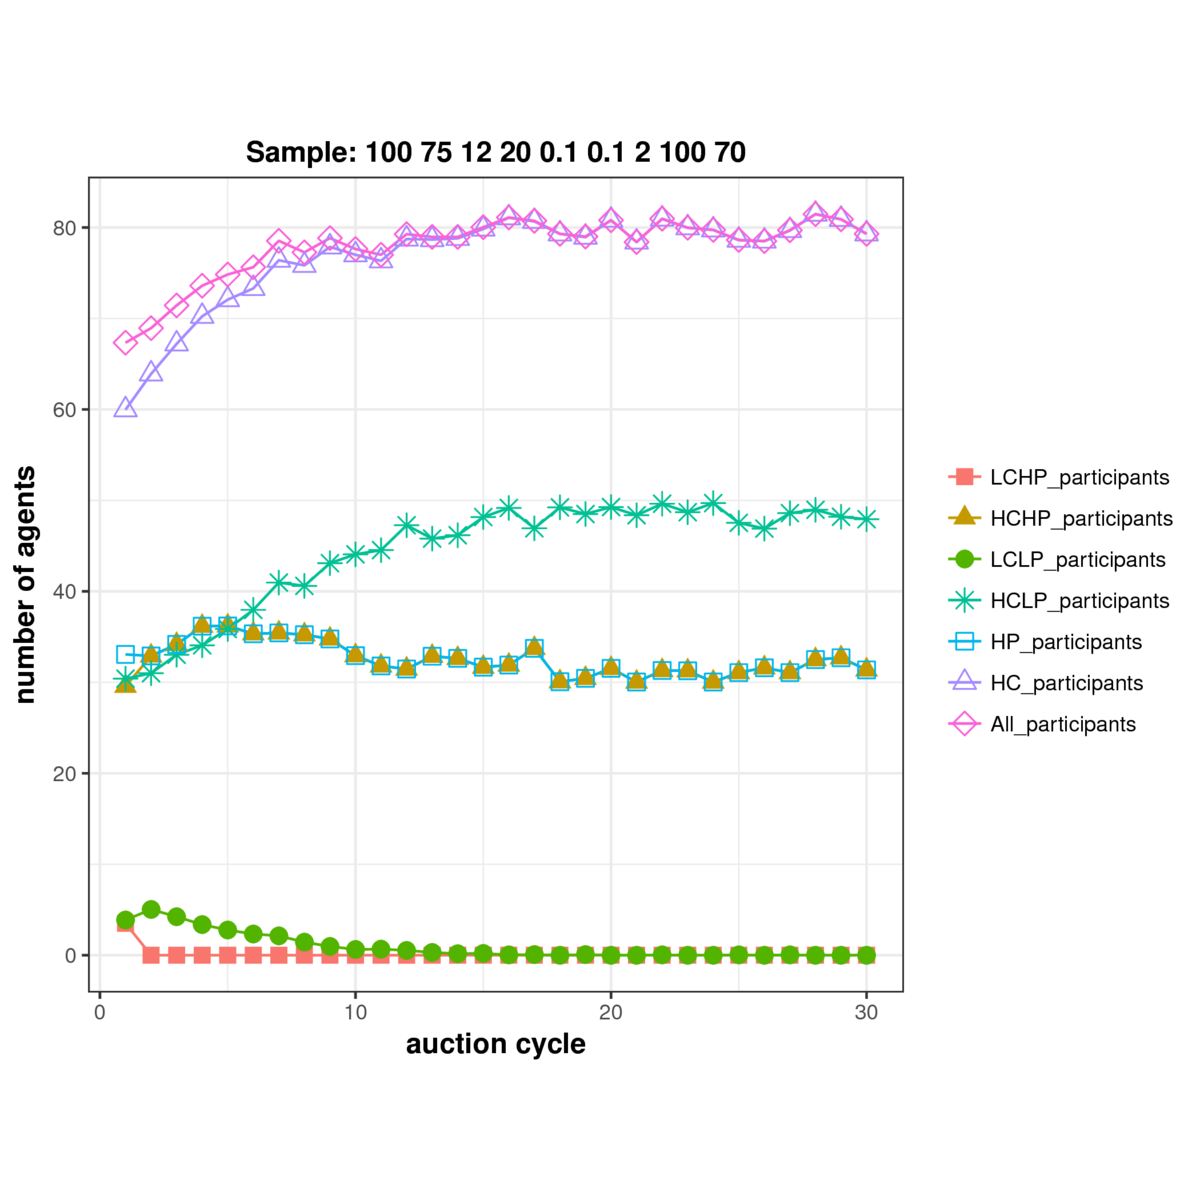 Sample: 100 75 12 20 0.1 0.1 2 100 70
80
60
40
20
0
number of agents
0 10 20 30
auction cycle
LCHP_participants
HCHP_participants
LCLP_participants
HCLP_participants
HP_participants
HC_participants
All_participants